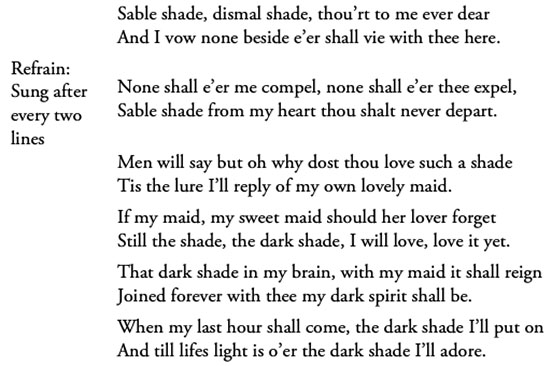 Sable shade, dismal shade, thou'rt to me ever dear
And I vow none beside e'er shall vie with thee here.
Refrain:
Sung after
every two
lines
None shall e'er me compel, none shall e'er thee expel,
Sable shade from my heart thou shalt never depart.
Men will say but oh why dost thou love such a shade
Tis the lure I'll reply of my own lovely maid.
If my maid, my sweet maid should her lover forget
Still the shade, the dark shade, I will love, love it yet.
That dark shade in my brain, with my maid it shall reign
Joined forever with thee my dark spirit shall be.
When my last hour shall come, the dark shade I'll put on
And till lifes light is o'er the dark shade I'll adore.